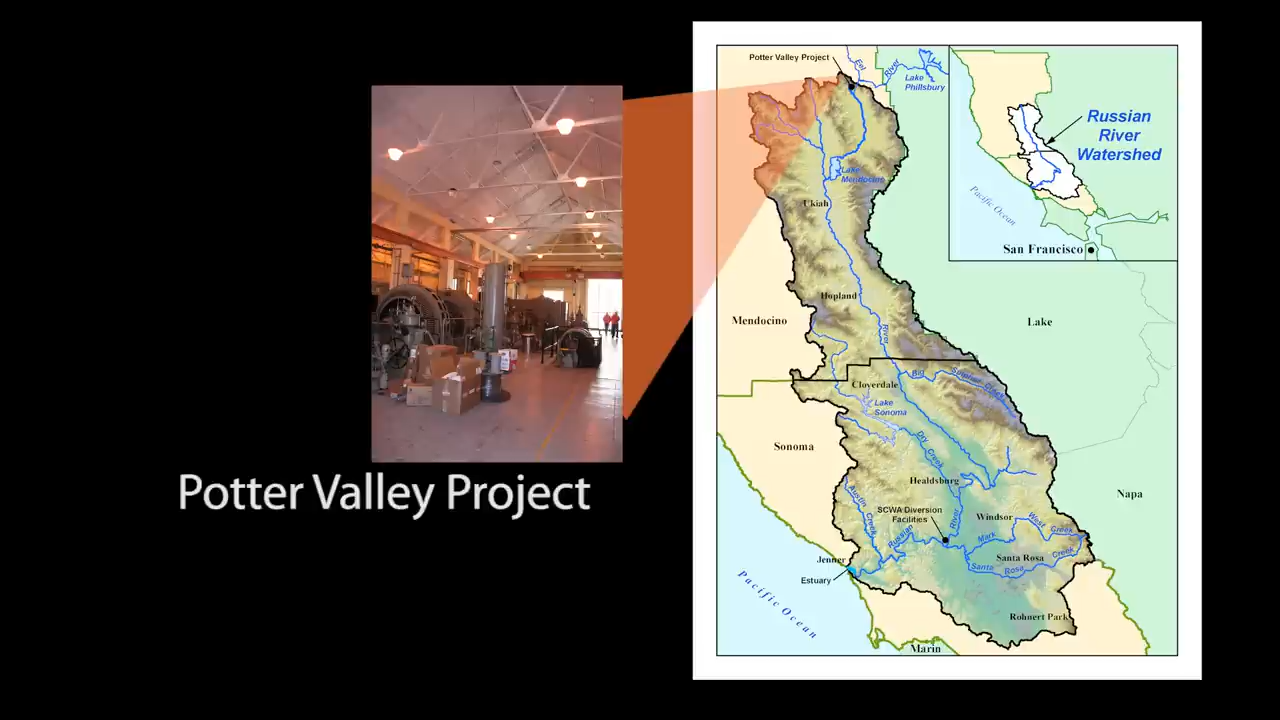 Potter Valley Project
Potter Valley Project
Eel
River
Lake
Phillsbury
Russian
River
Watershed
Pacific Ocean
San Francisco
Lake
Mendocino
Ukiah
Hopland
Mendocino
Lake
River
Big
Sulphur Creek
Cloverdale
Lake
Sonoma
Sonoma
Dry
Creek
Healdsburg
Napa
Austin
Creek
SCWA Diversion
Facilities
River
Windsor
Russian
Mark
West
Creek
Santa Rosa
Santa
Rosa
Creek
Jenner
Estuary
Pacific Ocean
Rohnert Park
Marin